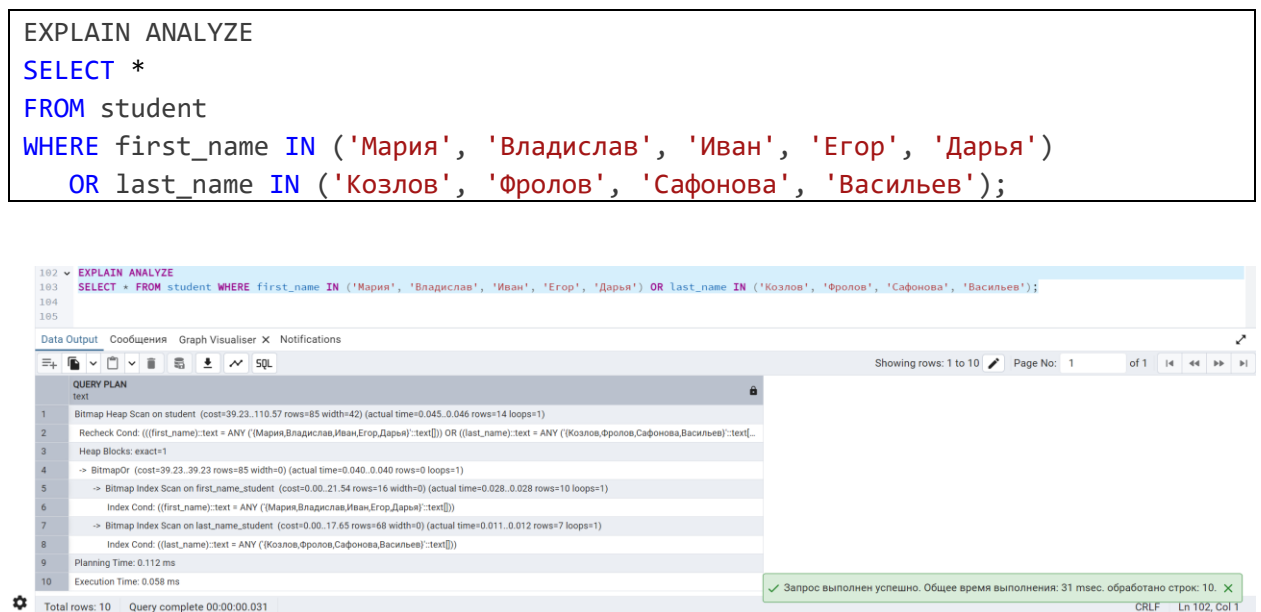 EXPLAIN ANALYZE
SELECT *
FROM student
WHERE first_name IN ('Мария', 'Владислав', 'Иван', 'Егор', 'Дарья')
OR last_name IN ('Козлов', 'Фролов', 'Сафонова', 'Васильев');
102 EXPLAIN ANALYZE
103 SELECT * FROM student WHERE first_name IN ('Мария', 'Владислав', 'Иван', 'Егор', 'Дарья') OR last_name IN ('Козлов', 'Фролов', 'Сафонова', 'Васильев');
104
105
Data Output Сообщения Graph Visualiser X Notifications
SQL Showing rows: 1 to 10 Page No: 1 of 1
QUERY PLAN
text
1 Bitmap Heap Scan on student (cost=39.23..110.57 rows=85 width=42) (actual time=0.045..0.046 rows=14 loops=1)
2 Recheck Cond: (((first_name)::text = ANY ('{Мария,Владислав,Иван,Егор,Дарья}'::text[])) OR ((last_name)::text = ANY ('{Козлов,Фролов,Сафонова,Васильев}'::text[...
3 Heap Blocks: exact=1
4 -> BitmapOr (cost=39.23..39.23 rows=85 width=0) (actual time=0.040..0.040 rows=0 loops=1)
5 -> Bitmap Index Scan on first_name_student (cost=0.00..21.54 rows=16 width=0) (actual time=0.028..0.028 rows=10 loops=1)
6 Index Cond: ((first_name)::text = ANY ('{Мария,Владислав,Иван,Егор,Дарья}'::text[]))
7 -> Bitmap Index Scan on last_name_student (cost=0.00..17.65 rows=68 width=0) (actual time=0.011..0.012 rows=7 loops=1)
8 Index Cond: ((last_name)::text = ANY ('{Козлов,Фролов,Сафонова,Васильев}'::text[]))
9 Planning Time: 0.112 ms
10 Execution Time: 0.058 ms
Запрос выполнен успешно. Общее время выполнения: 31 msec. обработано строк: 10. X
Total rows: 10 Query complete 00:00:00.031 CRLF Ln 102, Col 1